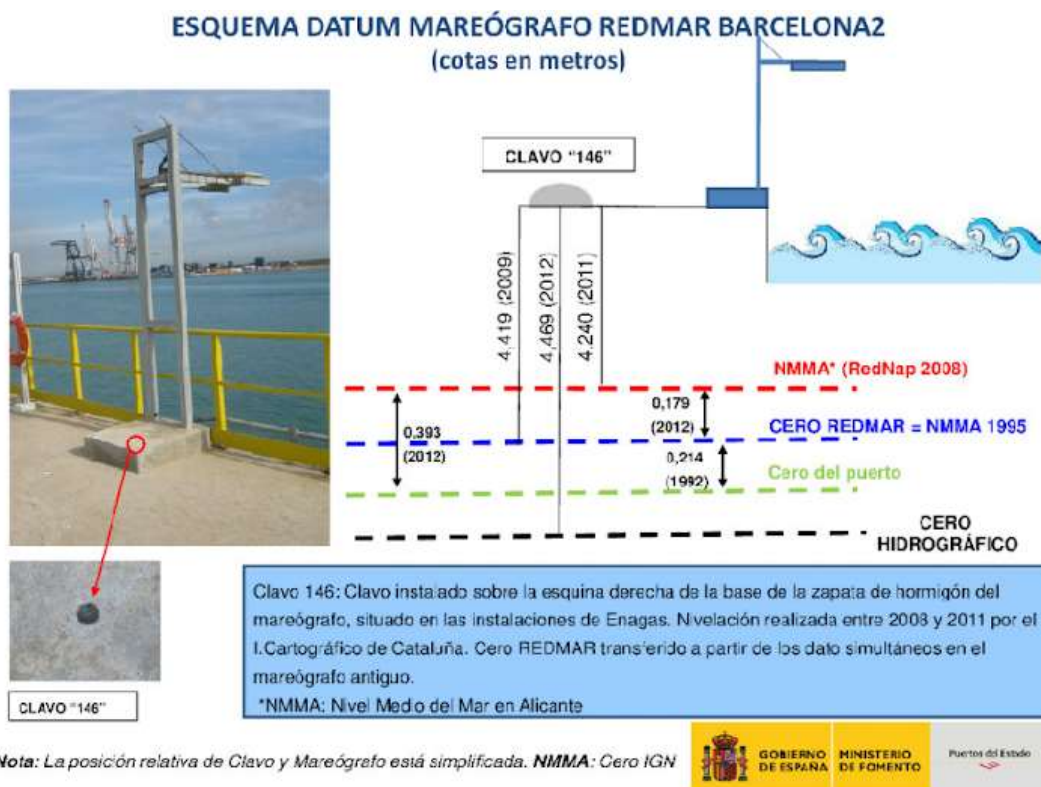 ESQUEMA DATUM MAREÓGRAFO REDMAR BARCELONA2
(cotas en metros)
CLAVO "146"
4,419 (2009)
4,469 (2012)
4.240 (2011)
NMMA* (RedNap 2008)
0,179
(2012)
CERO REDMAR = NMMA 1995
0,393
(2012)
0,214
(1992)
Cero del puerto
CERO
HIDROGRÁFICO
Clavo 146: Clavo instalado sobre la esquina derecha de la base de la zapata de hormigón del
mareógrafo, situado en las instalaciones de Enagas. Nivelación realizada entre 2008 y 2011 por el
I.Cartográfico de Cataluña. Cero REDMAR transferido a partir de los dato simultáneos en el
mareógrafo antiguo.
*NMMA: Nivel Medio del Mar en Alicante
CLAVO "146"
Nota: La posición relativa de Clavo y Mareógrafo está simplificada. NMMA: Cero IGN
GOBIERNO
DE ESPAÑA
MINISTERIO
DE FOMENTO
Puertos del Estado